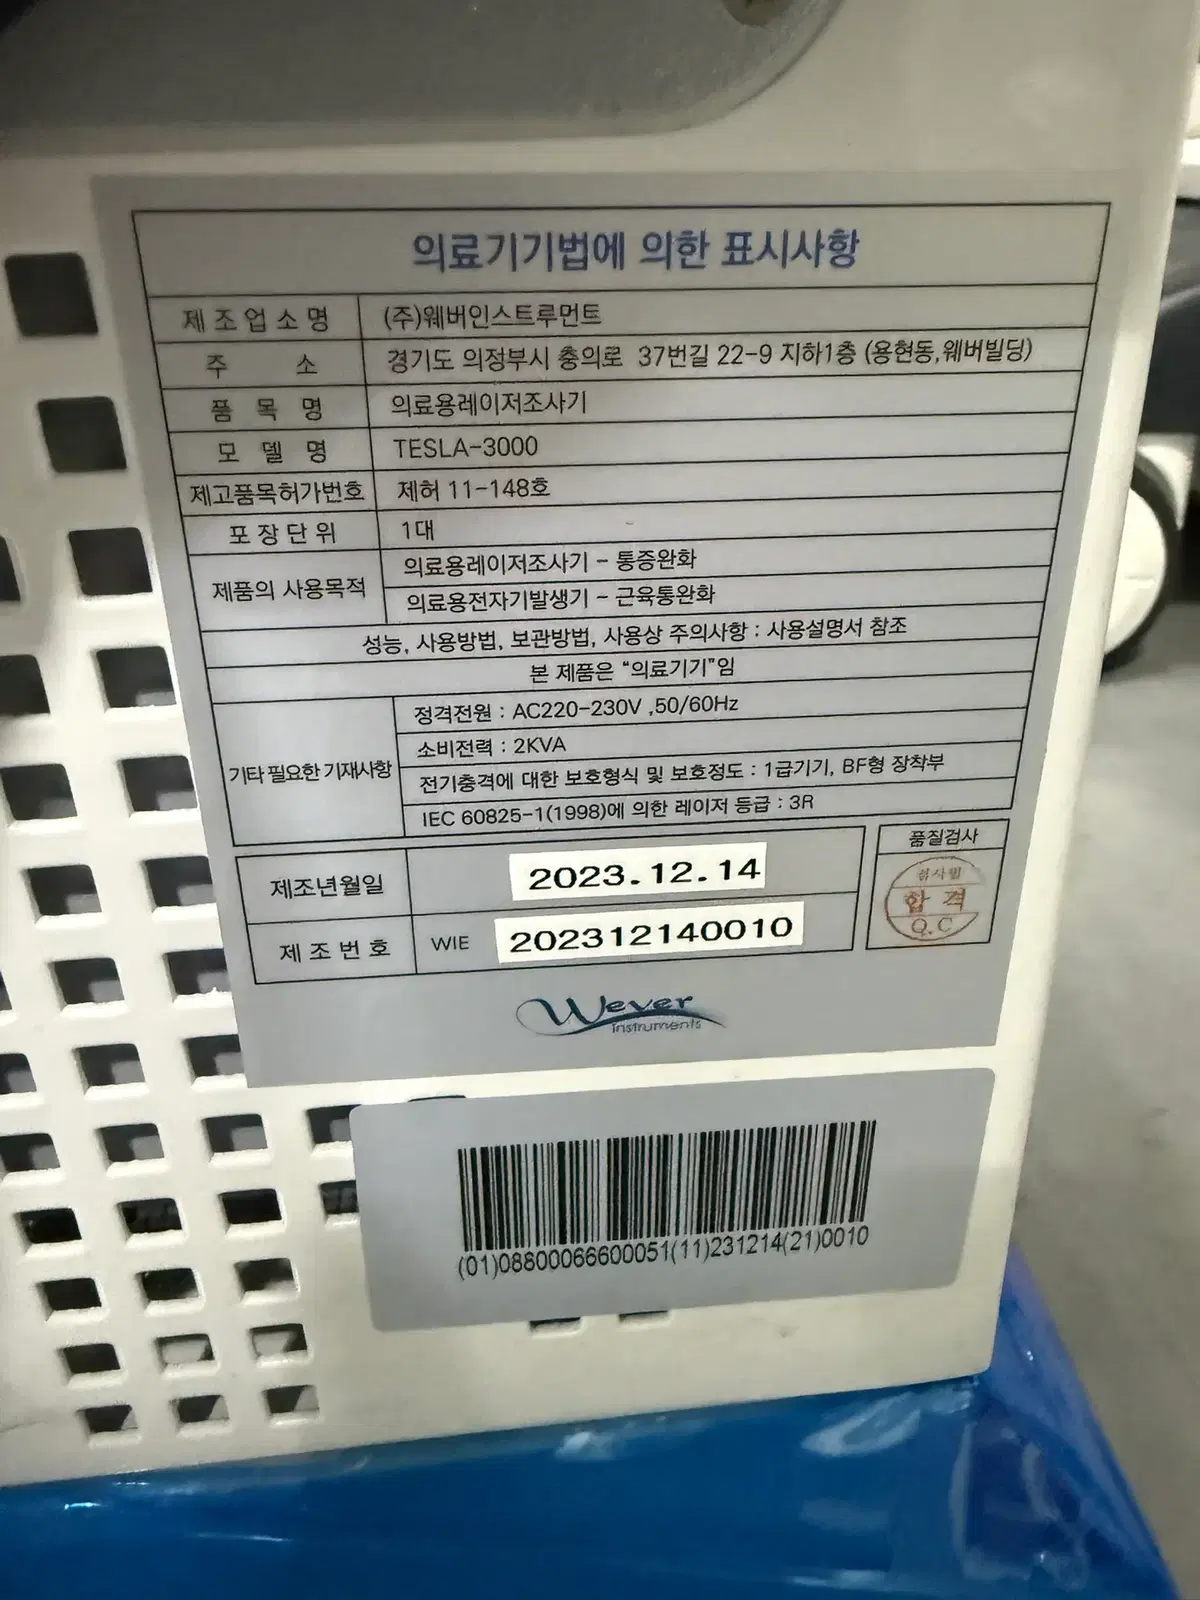 의료기기법에 의한 표시사항
제조업소명 (주)웨버인스트루먼트
주 소 경기도 의정부시 충의로 37번길 22-9 지하1층 (용현동,웨버빌딩)
품 목 명 의료용레이저조사기
모 델 명 TESLA-3000
제고품목허가번호 제허 11-148호
포장단위 1대
제품의 사용목적 의료용레이저조사기 - 통증완화
의료용전자기발생기 - 근육통완화
성능, 사용방법, 보관방법, 사용상 주의사항 : 사용설명서 참조
본 제품은 “의료기기”임
기타 필요한 기재사항 정격전원 : AC220-230V ,50/60Hz
소비전력 : 2KVA
전기충격에 대한 보호형식 및 보호정도 : 1급기기, BF형 장착부
IEC 60825-1(1998)에 의한 레이저 등급 : 3R
제조년월일 2023.12.14
제 조 번 호 WIE 202312140010
품질검사
합 격
Q.C
Wever
instruments
(01)08800066600051(11)231214(21)0010